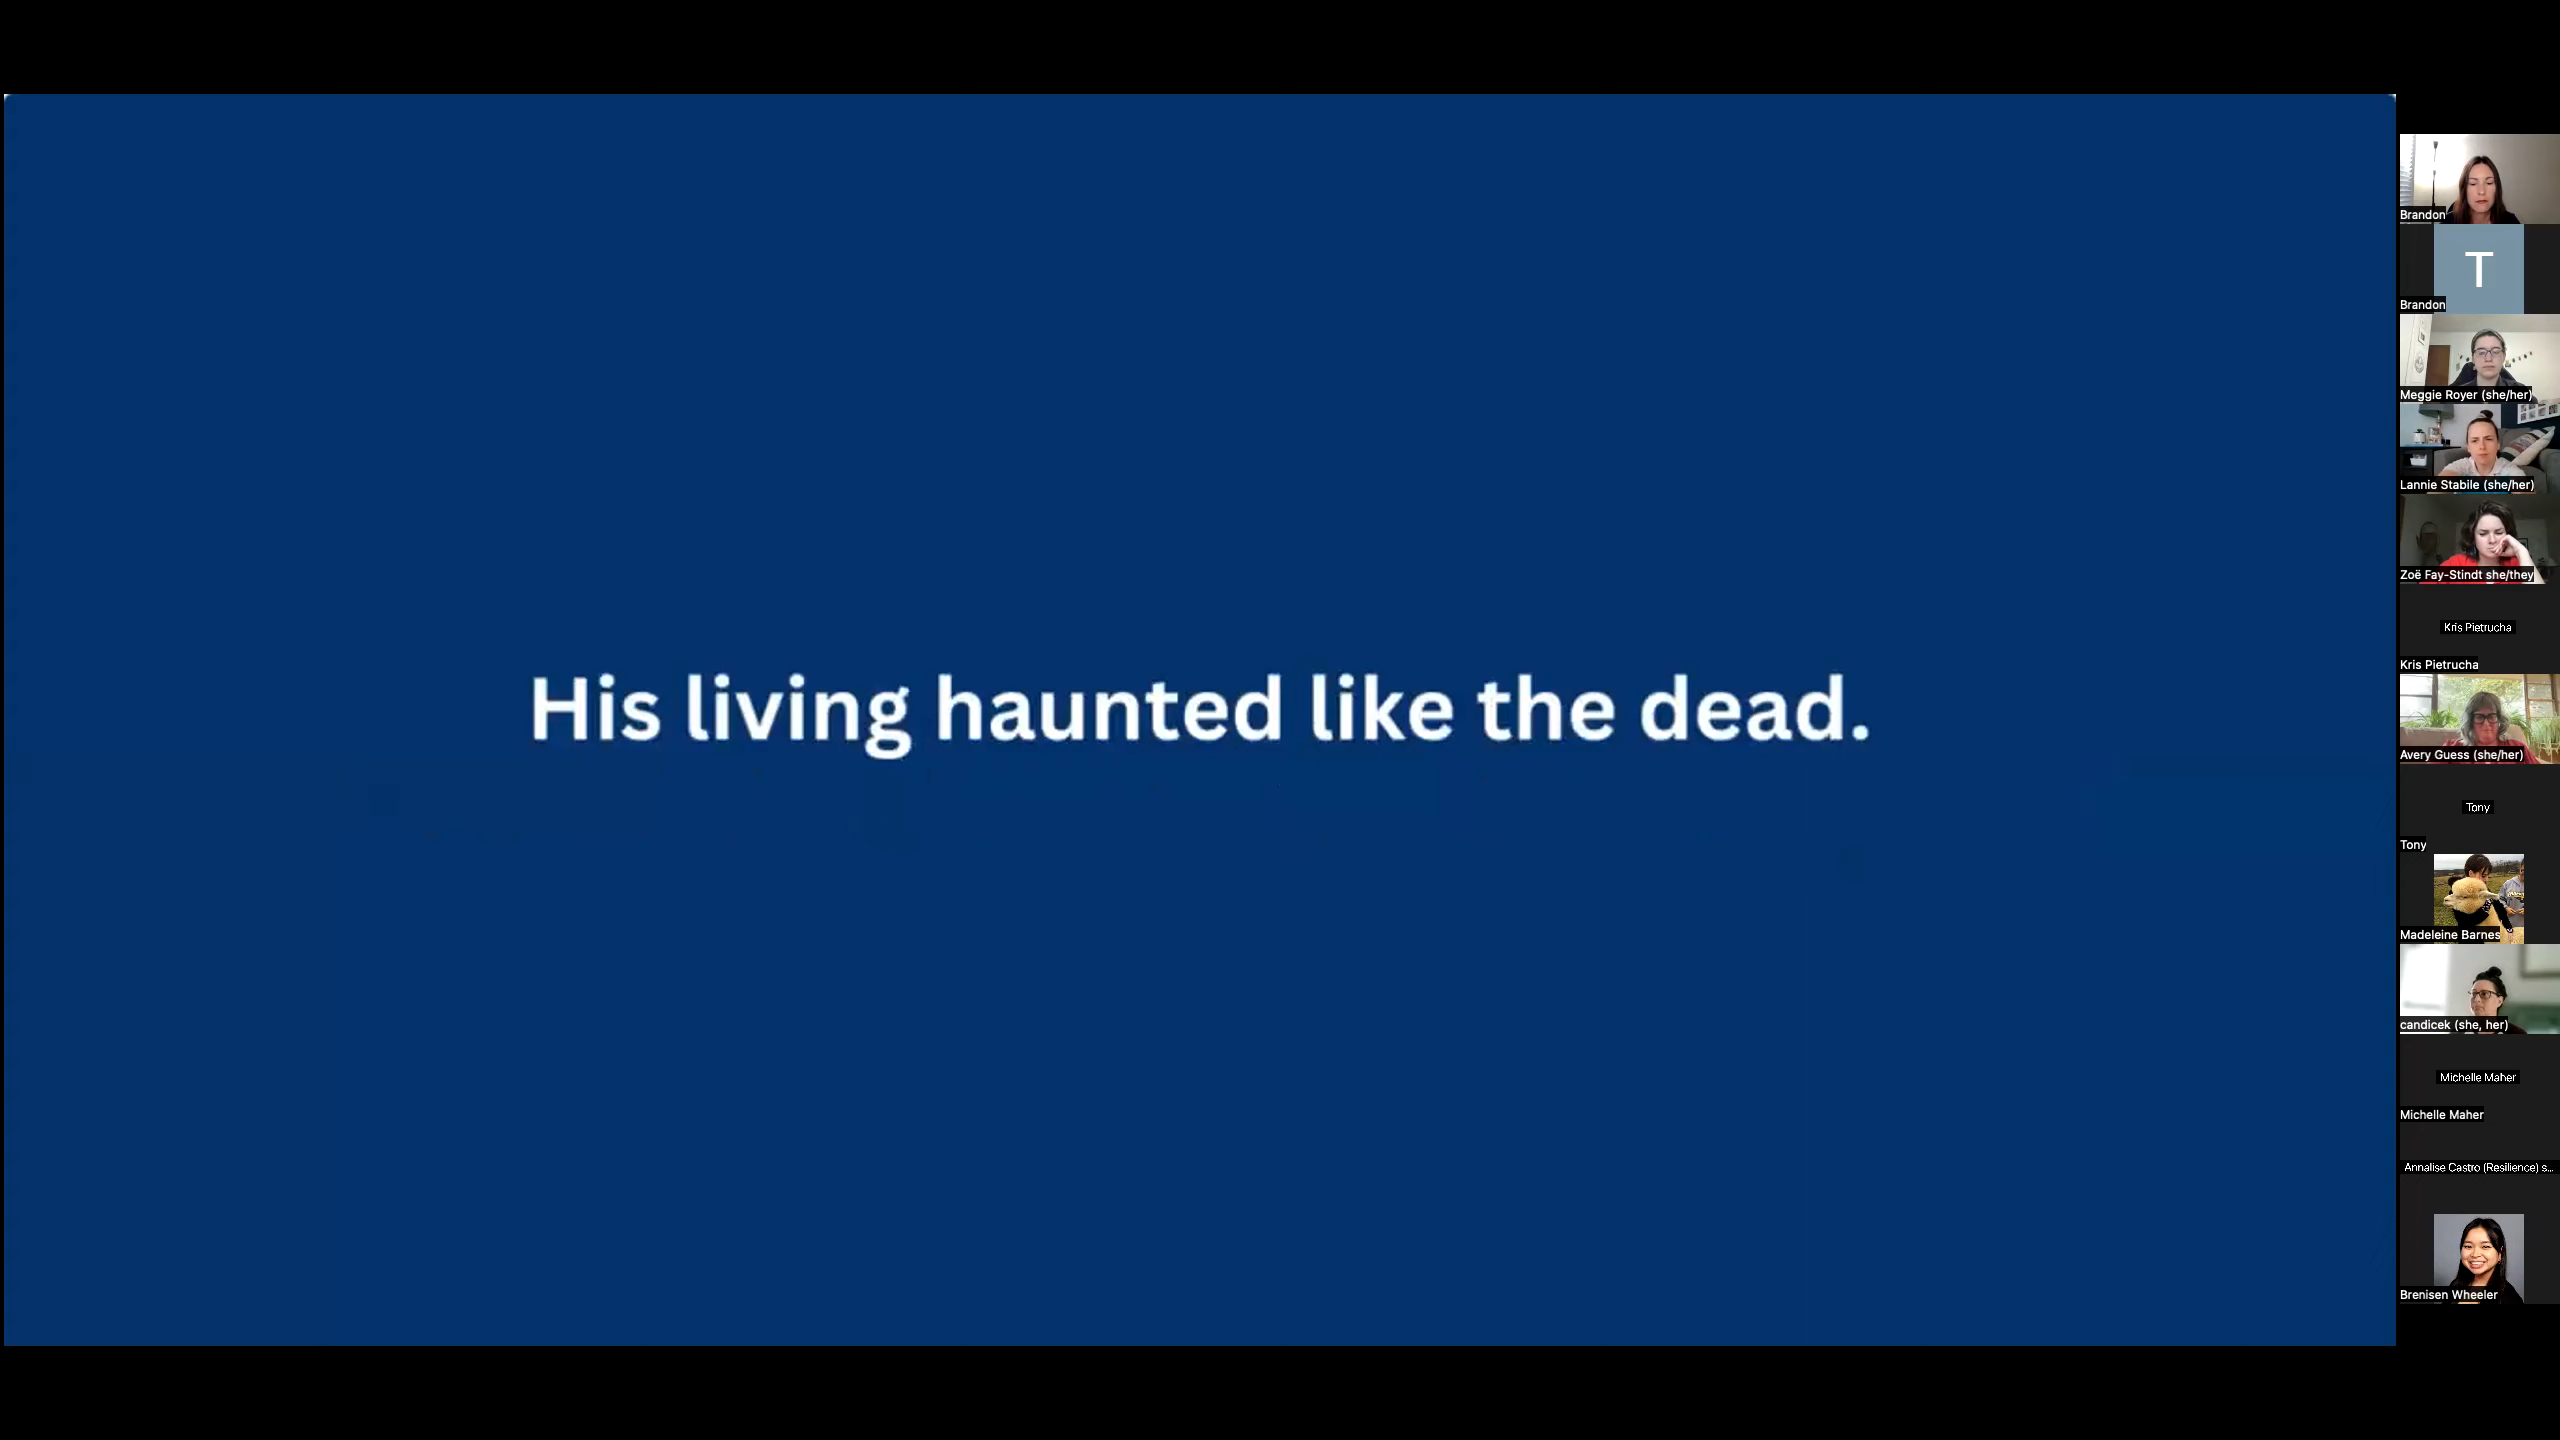 His living haunted like the dead.
Brandon
T
Brandon
Meggie Royer (she/her)
Lannie Stabile (she/her)
Zoë Fay-Stindt she/they
Kris Pietrucha
Kris Pietrucha
Avery Guess (she/her)
Tony
Tony
Madeleine Barnes
candicek (she, her)
Michelle Maher
Michelle Maher
Annalise Castro (Resilience) s...
Brenisen Wheeler